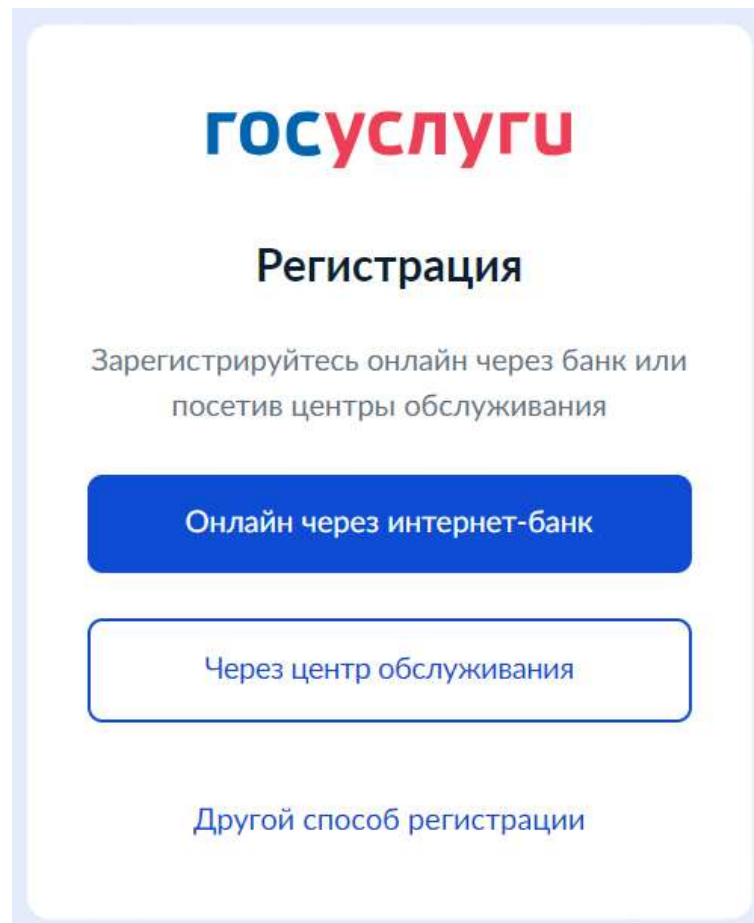 госуслуги
Регистрация
Зарегистрируйтесь онлайн через банк или
посетив центры обслуживания
Онлайн через интернет-банк
Через центр обслуживания
Другой способ регистрации